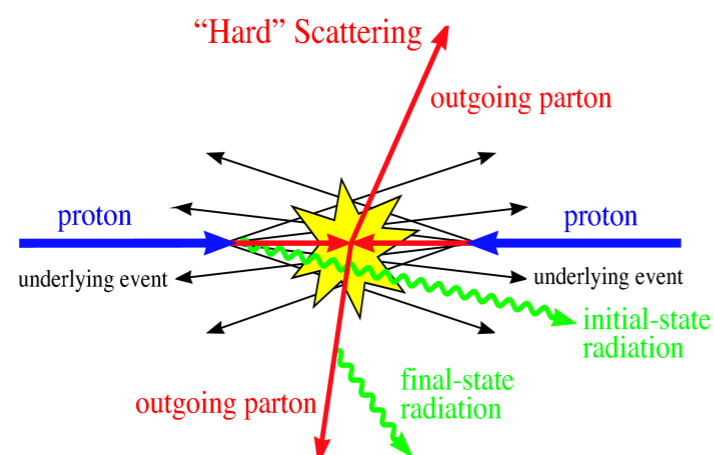 “Hard” Scattering
outgoing parton
proton
proton
underlying event
underlying event
initial-state
radiation
final-state
radiation
outgoing parton